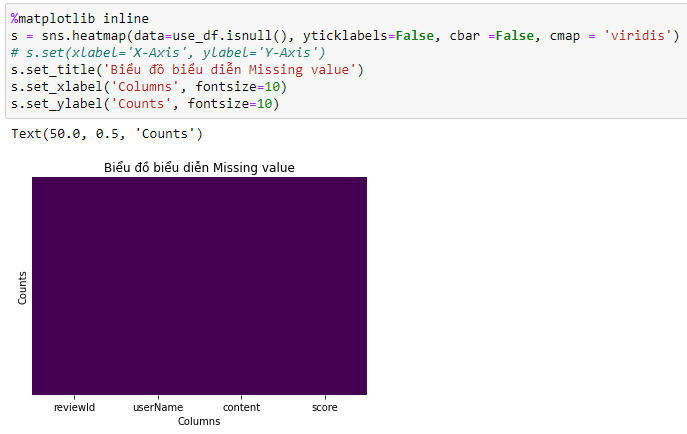 %matplotlib inline
s = sns.heatmap(data=use_df.isnull(), yticklabels=False, cbar =False, cmap = 'viridis')
# s.set(xlabel='X-Axis', ylabel='Y-Axis')
s.set_title('Biểu đồ biểu diễn Missing value')
s.set_xlabel('Columns', fontsize=10)
s.set_ylabel('Counts', fontsize=10)
Text(50.0, 0.5, 'Counts')
Biểu đồ biểu diễn Missing value
Counts
reviewId userName content score
Columns